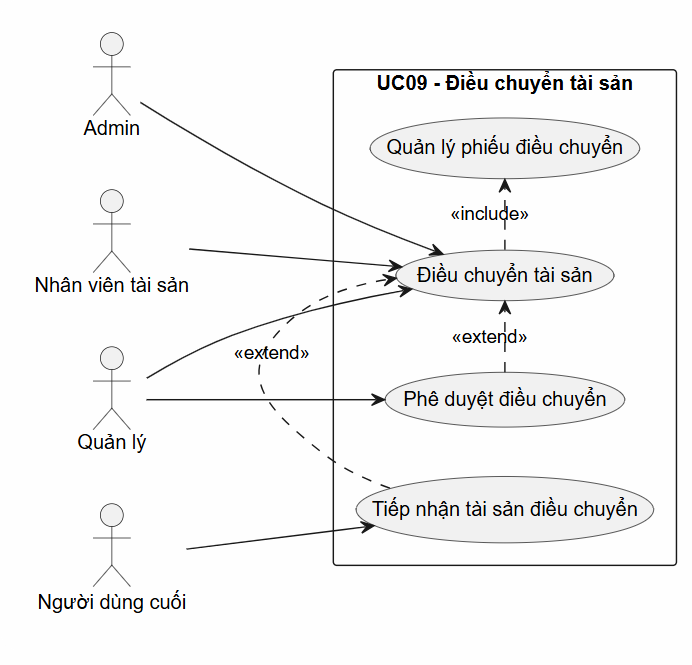 UC09 - Điều chuyển tài sản
Admin
Quản lý phiếu điều chuyển
«include»
Nhân viên tài sản
Điều chuyển tài sản
«extend»
«extend»
Quản lý
Phê duyệt điều chuyển
Tiếp nhận tài sản điều chuyển
Người dùng cuối